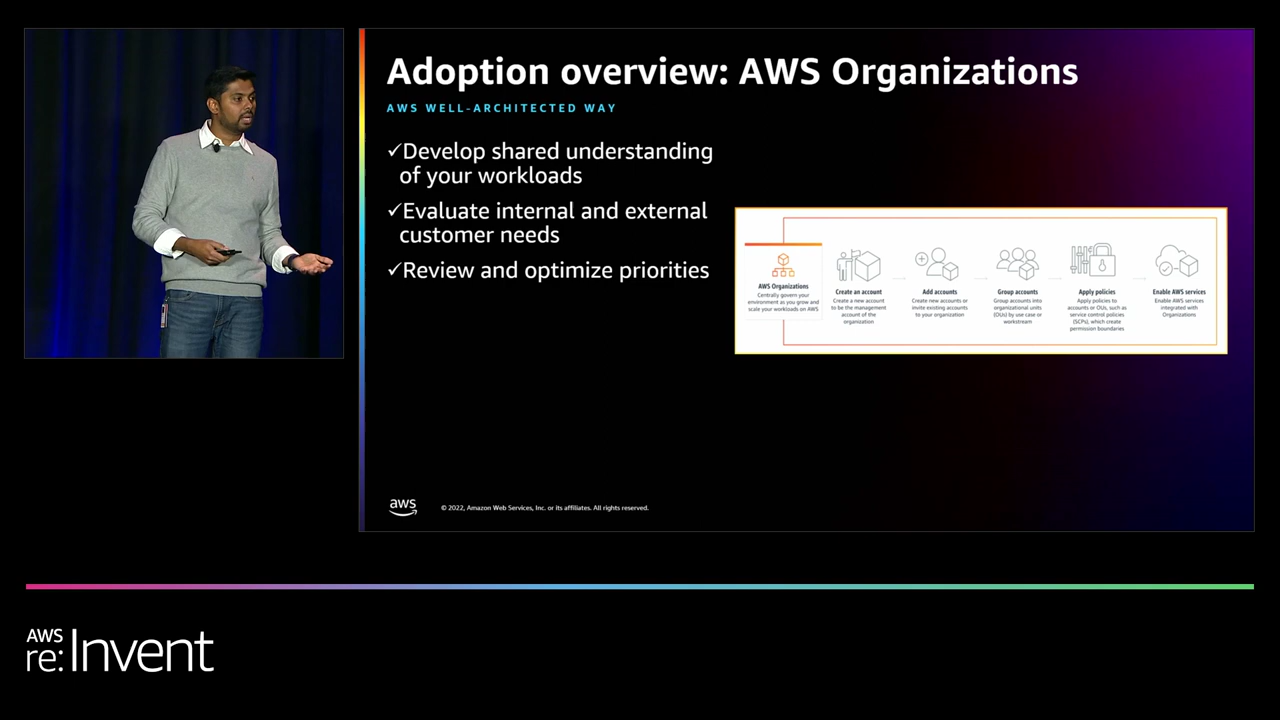 Adoption overview: AWS Organizations
AWS WELL-ARCHITECTED WAY
✓Develop shared understanding
of your workloads
✓Evaluate internal and external
customer needs
✓Review and optimize priorities
AWS Organizations
Centrally govern your
environment as you grow and
scale your workloads on AWS
Create an account
Create a new account
to be the management
account of the
organization
Add accounts
Create new accounts or
invite existing accounts
to your organization
Group accounts
Group accounts into
organizational units
(OUs) by use case or
workstream
Apply policies
Apply policies to
accounts or OUs, such as
service control policies
(SCPs), which create
permission boundaries
Enable AWS services
Enable AWS services
integrated with
Organizations
aws
© 2022, Amazon Web Services, Inc. or its affiliates. All rights reserved.
AWS
re:Invent